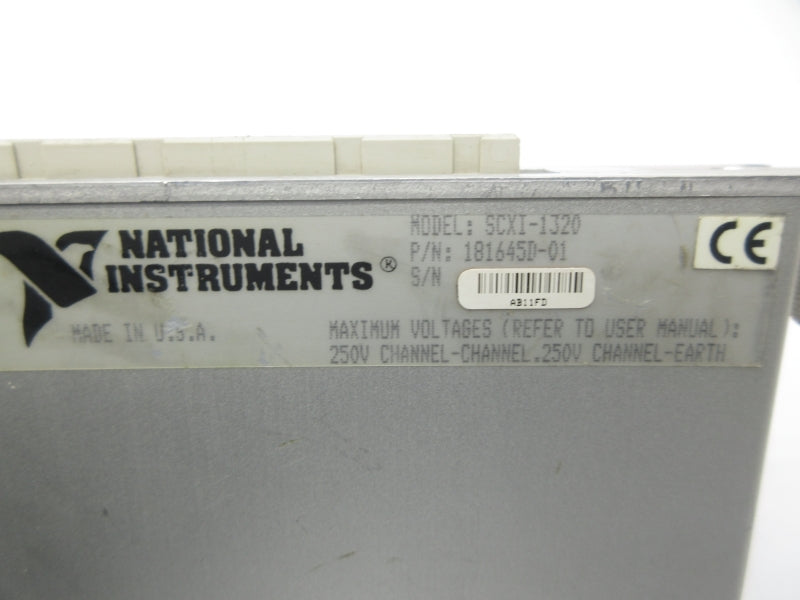 NATIONAL
INSTRUMENTS®
MADE IN U.S.A.
MODEL: SCXI-1320
P/N: 181645D-01
S/N
AB11FD
CE
MAXIMUM VOLTAGES (REFER TO USER MANUAL):
250V CHANNEL-CHANNEL.250V CHANNEL-EARTH